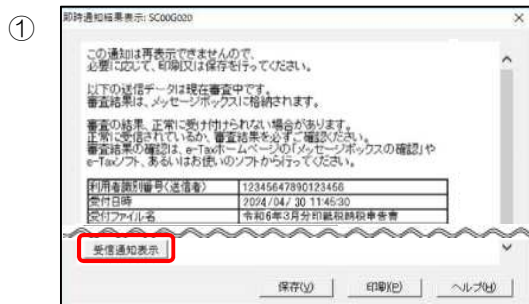 ①
即時通知結果表示: SC00G020
この通知は再表示できませんので、
必要に応じて、印刷又は保存を行ってください。
以下の送信データは現在審査中です。
審査結果は、メッセージボックスに格納されます。
審査の結果、正常に受け付けられない場合があります。
正常に受信されているか、審査結果を必ずご確認ください。
審査結果の確認は、e-Taxホームページの「メッセージボックスの確認」や
e-Taxソフト、あるいはお使いのソフトから行ってください。
利用者識別番号(送信者) 12345647890123456
受付日時 2024/04/30 11:45:30
受付ファイル名 令和6年3月分印紙税納税申告書
受信通知表示
保存(V) 印刷(P) ヘルプ(H)